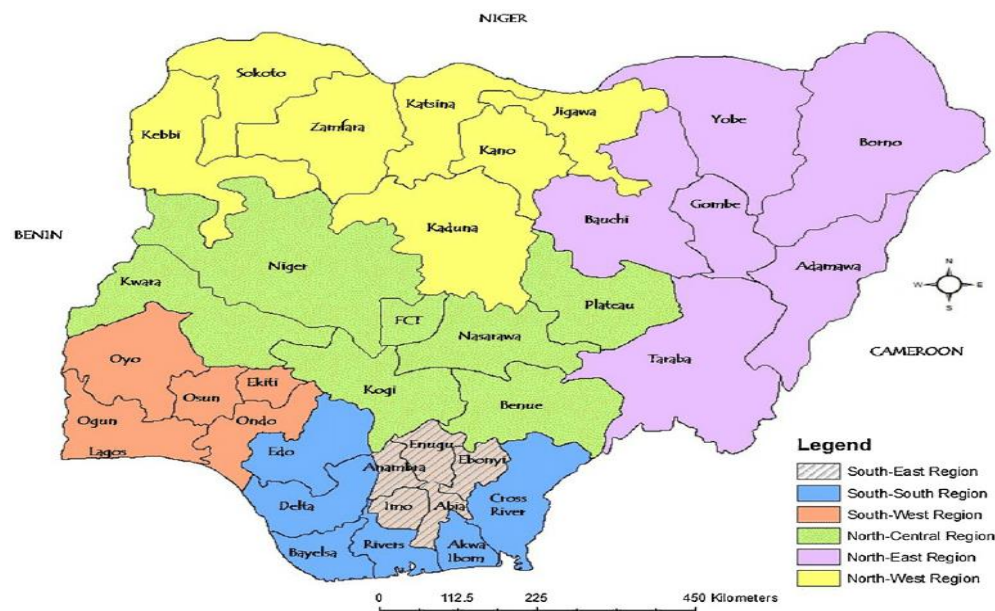 NIGER
Sokoto
Katsina
Jigawa
Yobe
Borno
Kebbi
Zamfara
Kano
Gombe
Bauchi
BENIN
Kaduna
Niger
Adamawa
N
W E
S
Kwara
Plateau
FCT
Nasarawa
CAMEROON
Oyo
Taraba
Ekiti
Kogi
Osun
Benue
Ogun
Ondo
Lagos
Enugu
Edo
Anambra
Ebonyi
Delta
Imo
Abia
Cross
River
Bayelsa
Rivers
Akwa
Ibom
Legend
South-East Region
South-South Region
South-West Region
North-Central Region
North-East Region
North-West Region
0 112.5 225 450 Kilometers